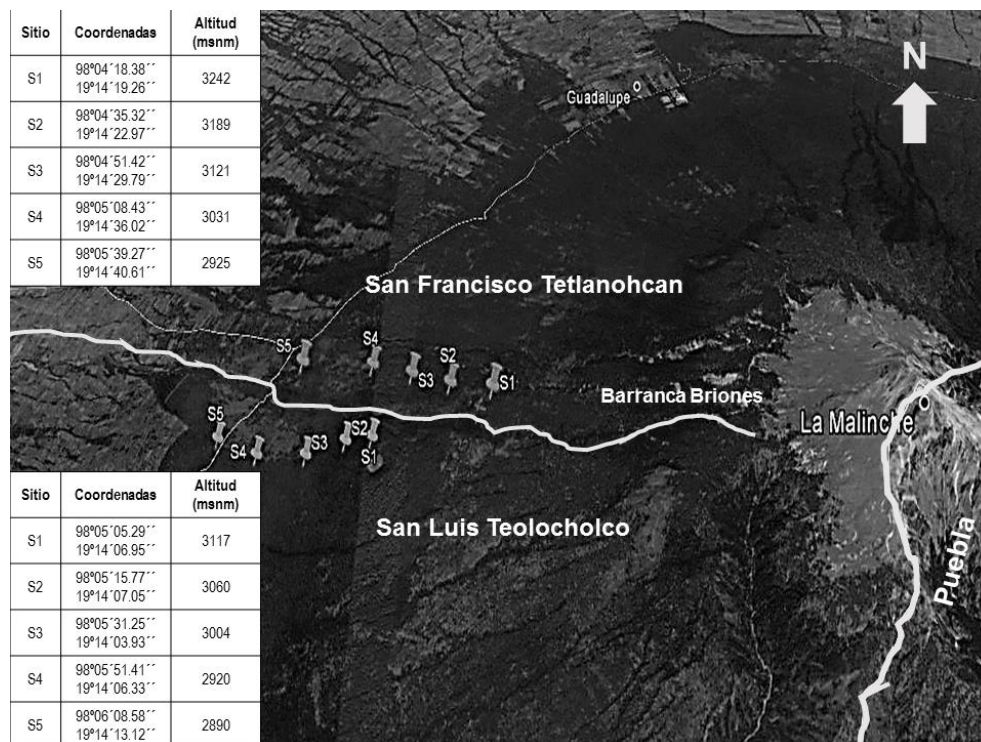 Sitio Coordenadas Altitud (msnm)
S1 98º04´18.38´´ 19º14´19.26´´ 3242
S2 98º04´35.32´´ 19º14´22.97´´ 3189
S3 98º04´51.42´´ 19º14´29.79´´ 3121
S4 98º05´08.43´´ 19º14´36.02´´ 3031
S5 98º05´39.27´´ 19º14´40.61´´ 2925
N
Guadalupe
San Francisco Tetlanohcan
S5 S4 S3 S2 S1
Barranca Briones
La Malinche
S5 S4 S3 S2 S1
San Luis Teolocholco
Puebla
Sitio Coordenadas Altitud (msnm)
S1 98º05´05.29´´ 19º14´06.95´´ 3117
S2 98º05´15.77´´ 19º14´07.05´´ 3060
S3 98º05´31.25´´ 19º14´03.93´´ 3004
S4 98º05´51.41´´ 19º14´06.33´´ 2920
S5 98º06´08.58´´ 19º14´13.12´´ 2890